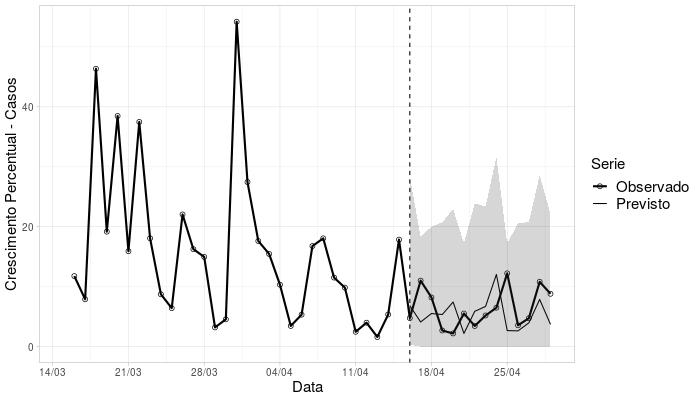 Crescimento Percentual - Casos
40
20
0
14/03
21/03
28/03
04/04
11/04
18/04
25/04
Data
Serie
Observado
Previsto